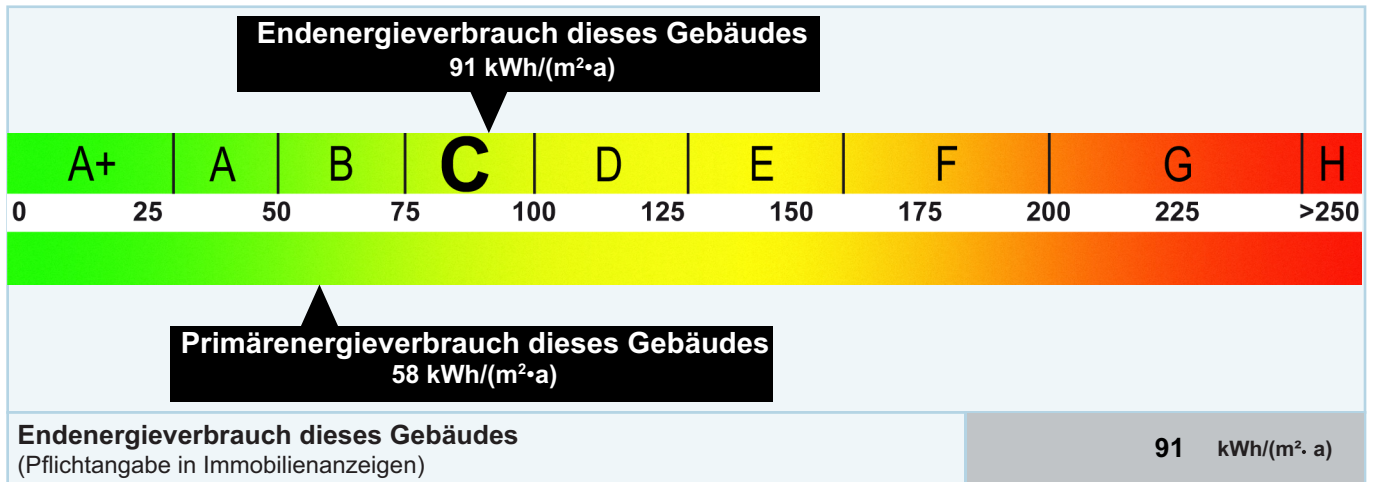 Endenergieverbrauch dieses Gebäudes
91 kWh/(m²•a)
A+ A B C D E F G H
0 25 50 75 100 125 150 175 200 225 >250
Primärenergieverbrauch dieses Gebäudes
58 kWh/(m²•a)
Endenergieverbrauch dieses Gebäudes
(Pflichtangabe in Immobilienanzeigen)
91 kWh/(m²· a)